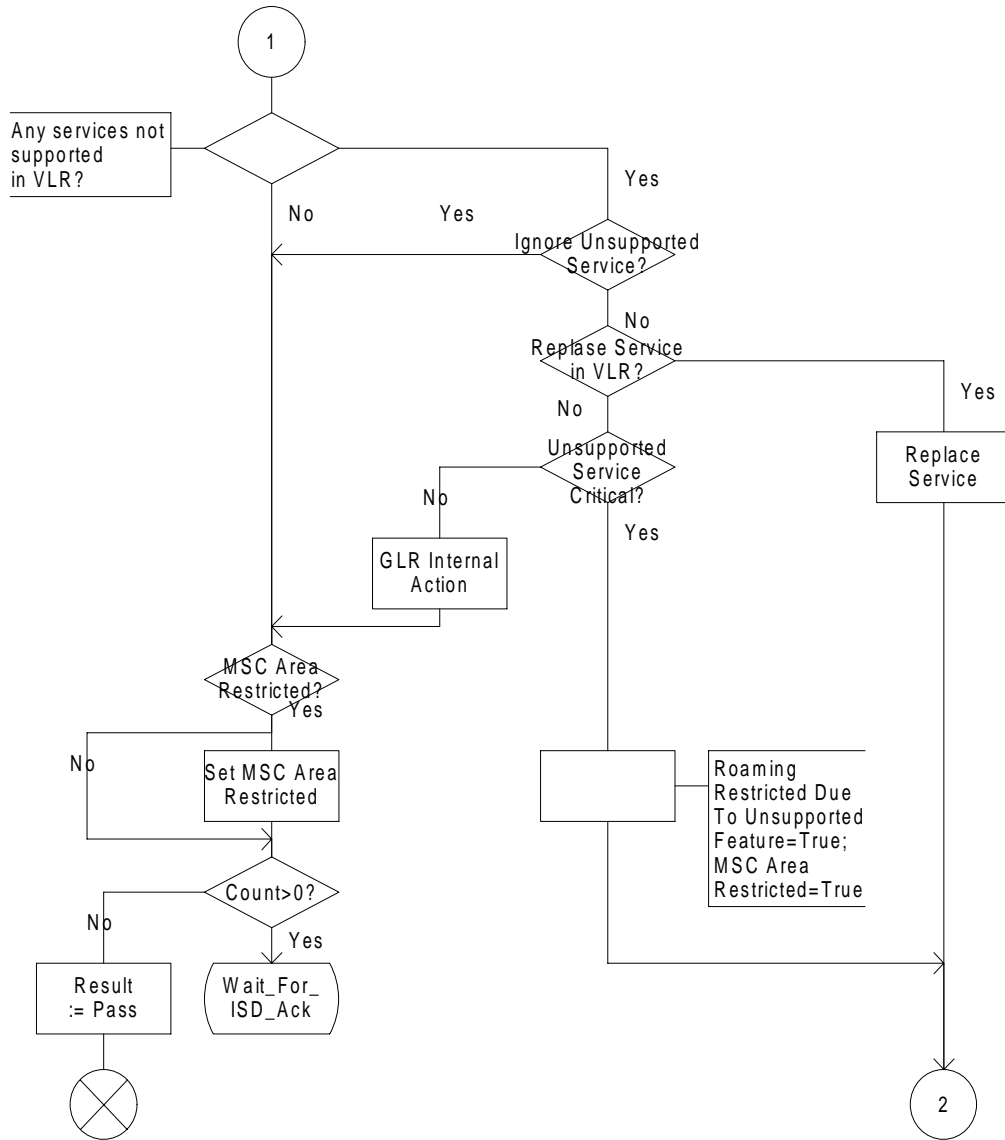 1
Any services not
supported
in VLR?
Yes
No
Yes
Ignore Unsupported
Service?
No
Replase Service
in VLR?
Yes
No
Unsupported
Service
Critical?
Replace
Service
No
Yes
GLR Internal
Action
MSC Area
Restricted?
Yes
No
Set MSC Area
Restricted
Roaming
Restricted Due
To Unsupported
Feature=True;
MSC Area
Restricted=True
Count>0?
No
Yes
Result
:= Pass
Wait_For_
ISD_Ack
2